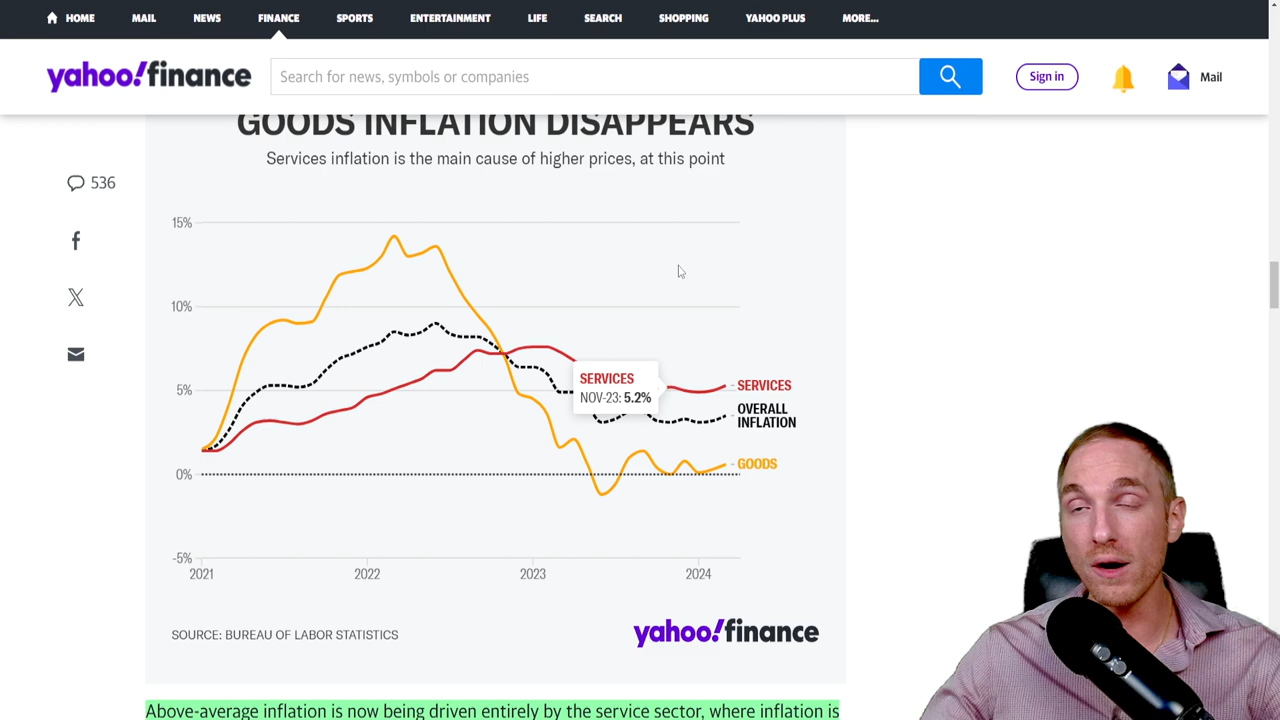 HOME MAIL NEWS FINANCE SPORTS ENTERTAINMENT LIFE SEARCH SHOPPING YAHOO PLUS MORE...
yahoo!finance Search for news, symbols or companies Sign in Mail
GOODS INFLATION DISAPPEARS
Services inflation is the main cause of higher prices, at this point
536
15%
10%
5%
0%
-5%
SERVICES
NOV-23: 5.2%
SERVICES
OVERALL
INFLATION
GOODS
2021 2022 2023 2024
SOURCE: BUREAU OF LABOR STATISTICS
yahoo!finance
Above-average inflation is now being driven entirely by the service sector, where inflation is